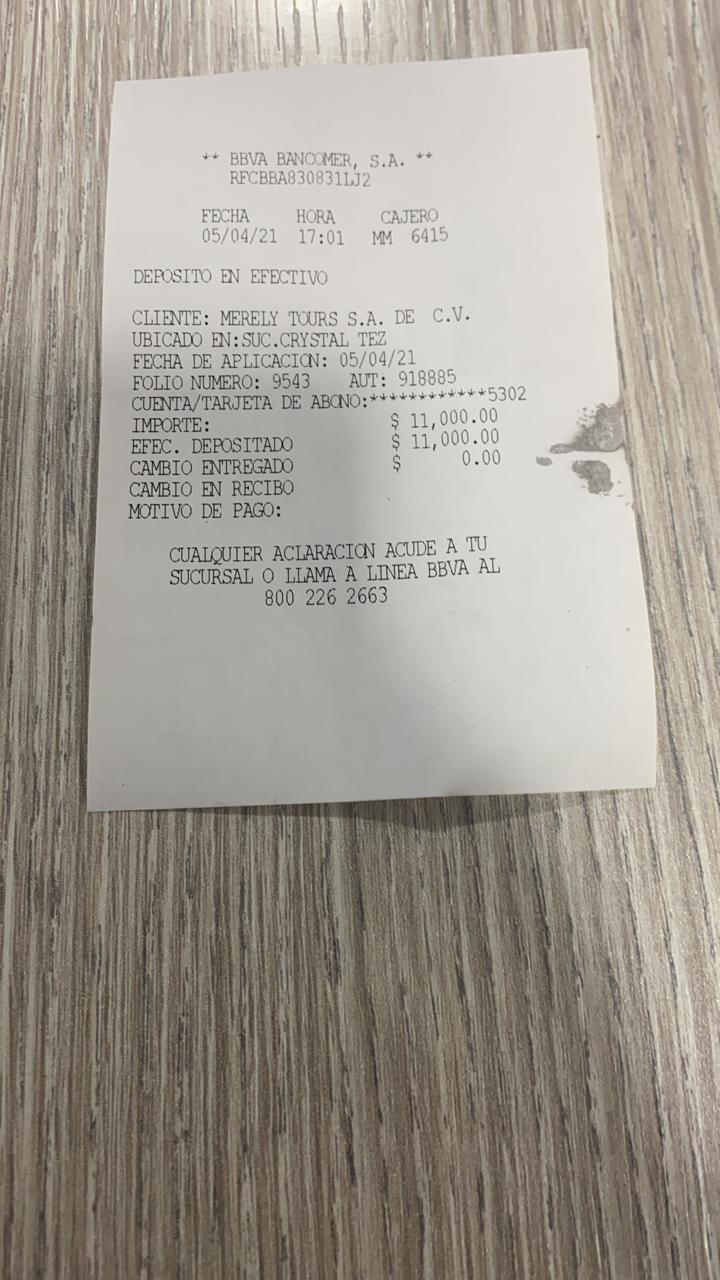 ** BBVA BANCOMER, S.A. **
RFCBBA830831LJ2
FECHA HORA CAJERO
05/04/21 17:01 MM 6415
DEPOSITO EN EFECTIVO
CLIENTE: MERELY TOURS S.A. DE C.V.
UBICADO EN:SUC.CRYSTAL TEZ
FECHA DE APLICACION: 05/04/21
FOLIO NUMERO: 9543 AUT: 918885
CUENTA/TARJETA DE ABONO:************5302
IMPORTE: $ 11,000.00
EFEC. DEPOSITADO $ 11,000.00
CAMBIO ENTREGADO $ 0.00
CAMBIO EN RECIBO
MOTIVO DE PAGO:
CUALQUIER ACLARACION ACUDE A TU
SUCURSAL O LLAMA A LINEA BBVA AL
800 226 2663